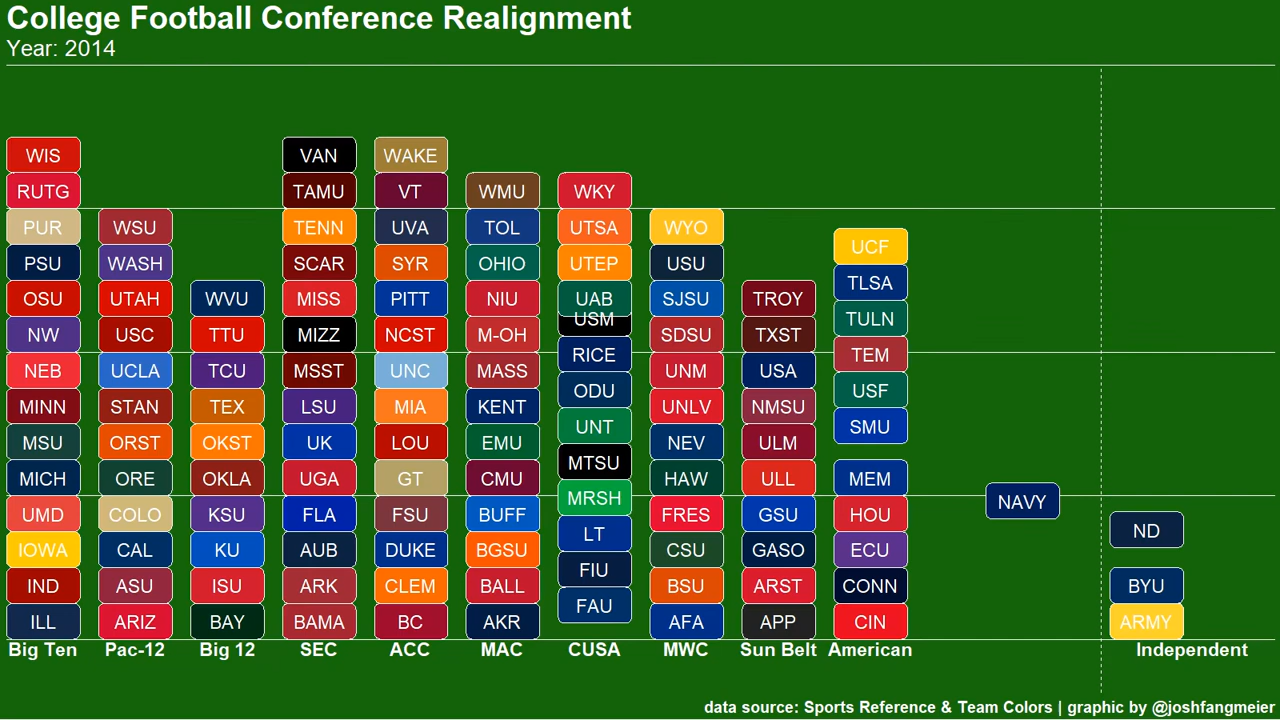 College Football Conference Realignment
Year: 2014
WIS VAN WAKE
RUTG TAMU VT WMU WKY
PUR WSU TENN UVA TOL UTSA WYO
UCF
PSU WASH SCAR SYR OHIO UTEP USU
TLSA
OSU UTAH WVU MISS PITT NIU UAB SJSU TROY
USM TULN
NW USC TTU MIZZ NCST M-OH SDSU TXST
RICE TEM
NEB UCLA TCU MSST UNC MASS UNM USA
ODU USF
MINN STAN TEX LSU MIA KENT UNLV NMSU
UNT SMU
MSU ORST OKST UK LOU EMU NEV ULM
MTSU
MICH ORE OKLA UGA GT CMU HAW ULL MEM
MRSH NAVY
UMD COLO KSU FLA FSU BUFF FRES GSU HOU
LT ND
IOWA CAL KU AUB DUKE BGSU CSU GASO ECU
FIU
IND ASU ISU ARK CLEM BALL BSU ARST CONN BYU
FAU
ILL ARIZ BAY BAMA BC AKR AFA APP CIN ARMY
Big Ten Pac-12 Big 12 SEC ACC MAC CUSA MWC Sun Belt American Independent
data source: Sports Reference & Team Colors | graphic by @joshfangmeier